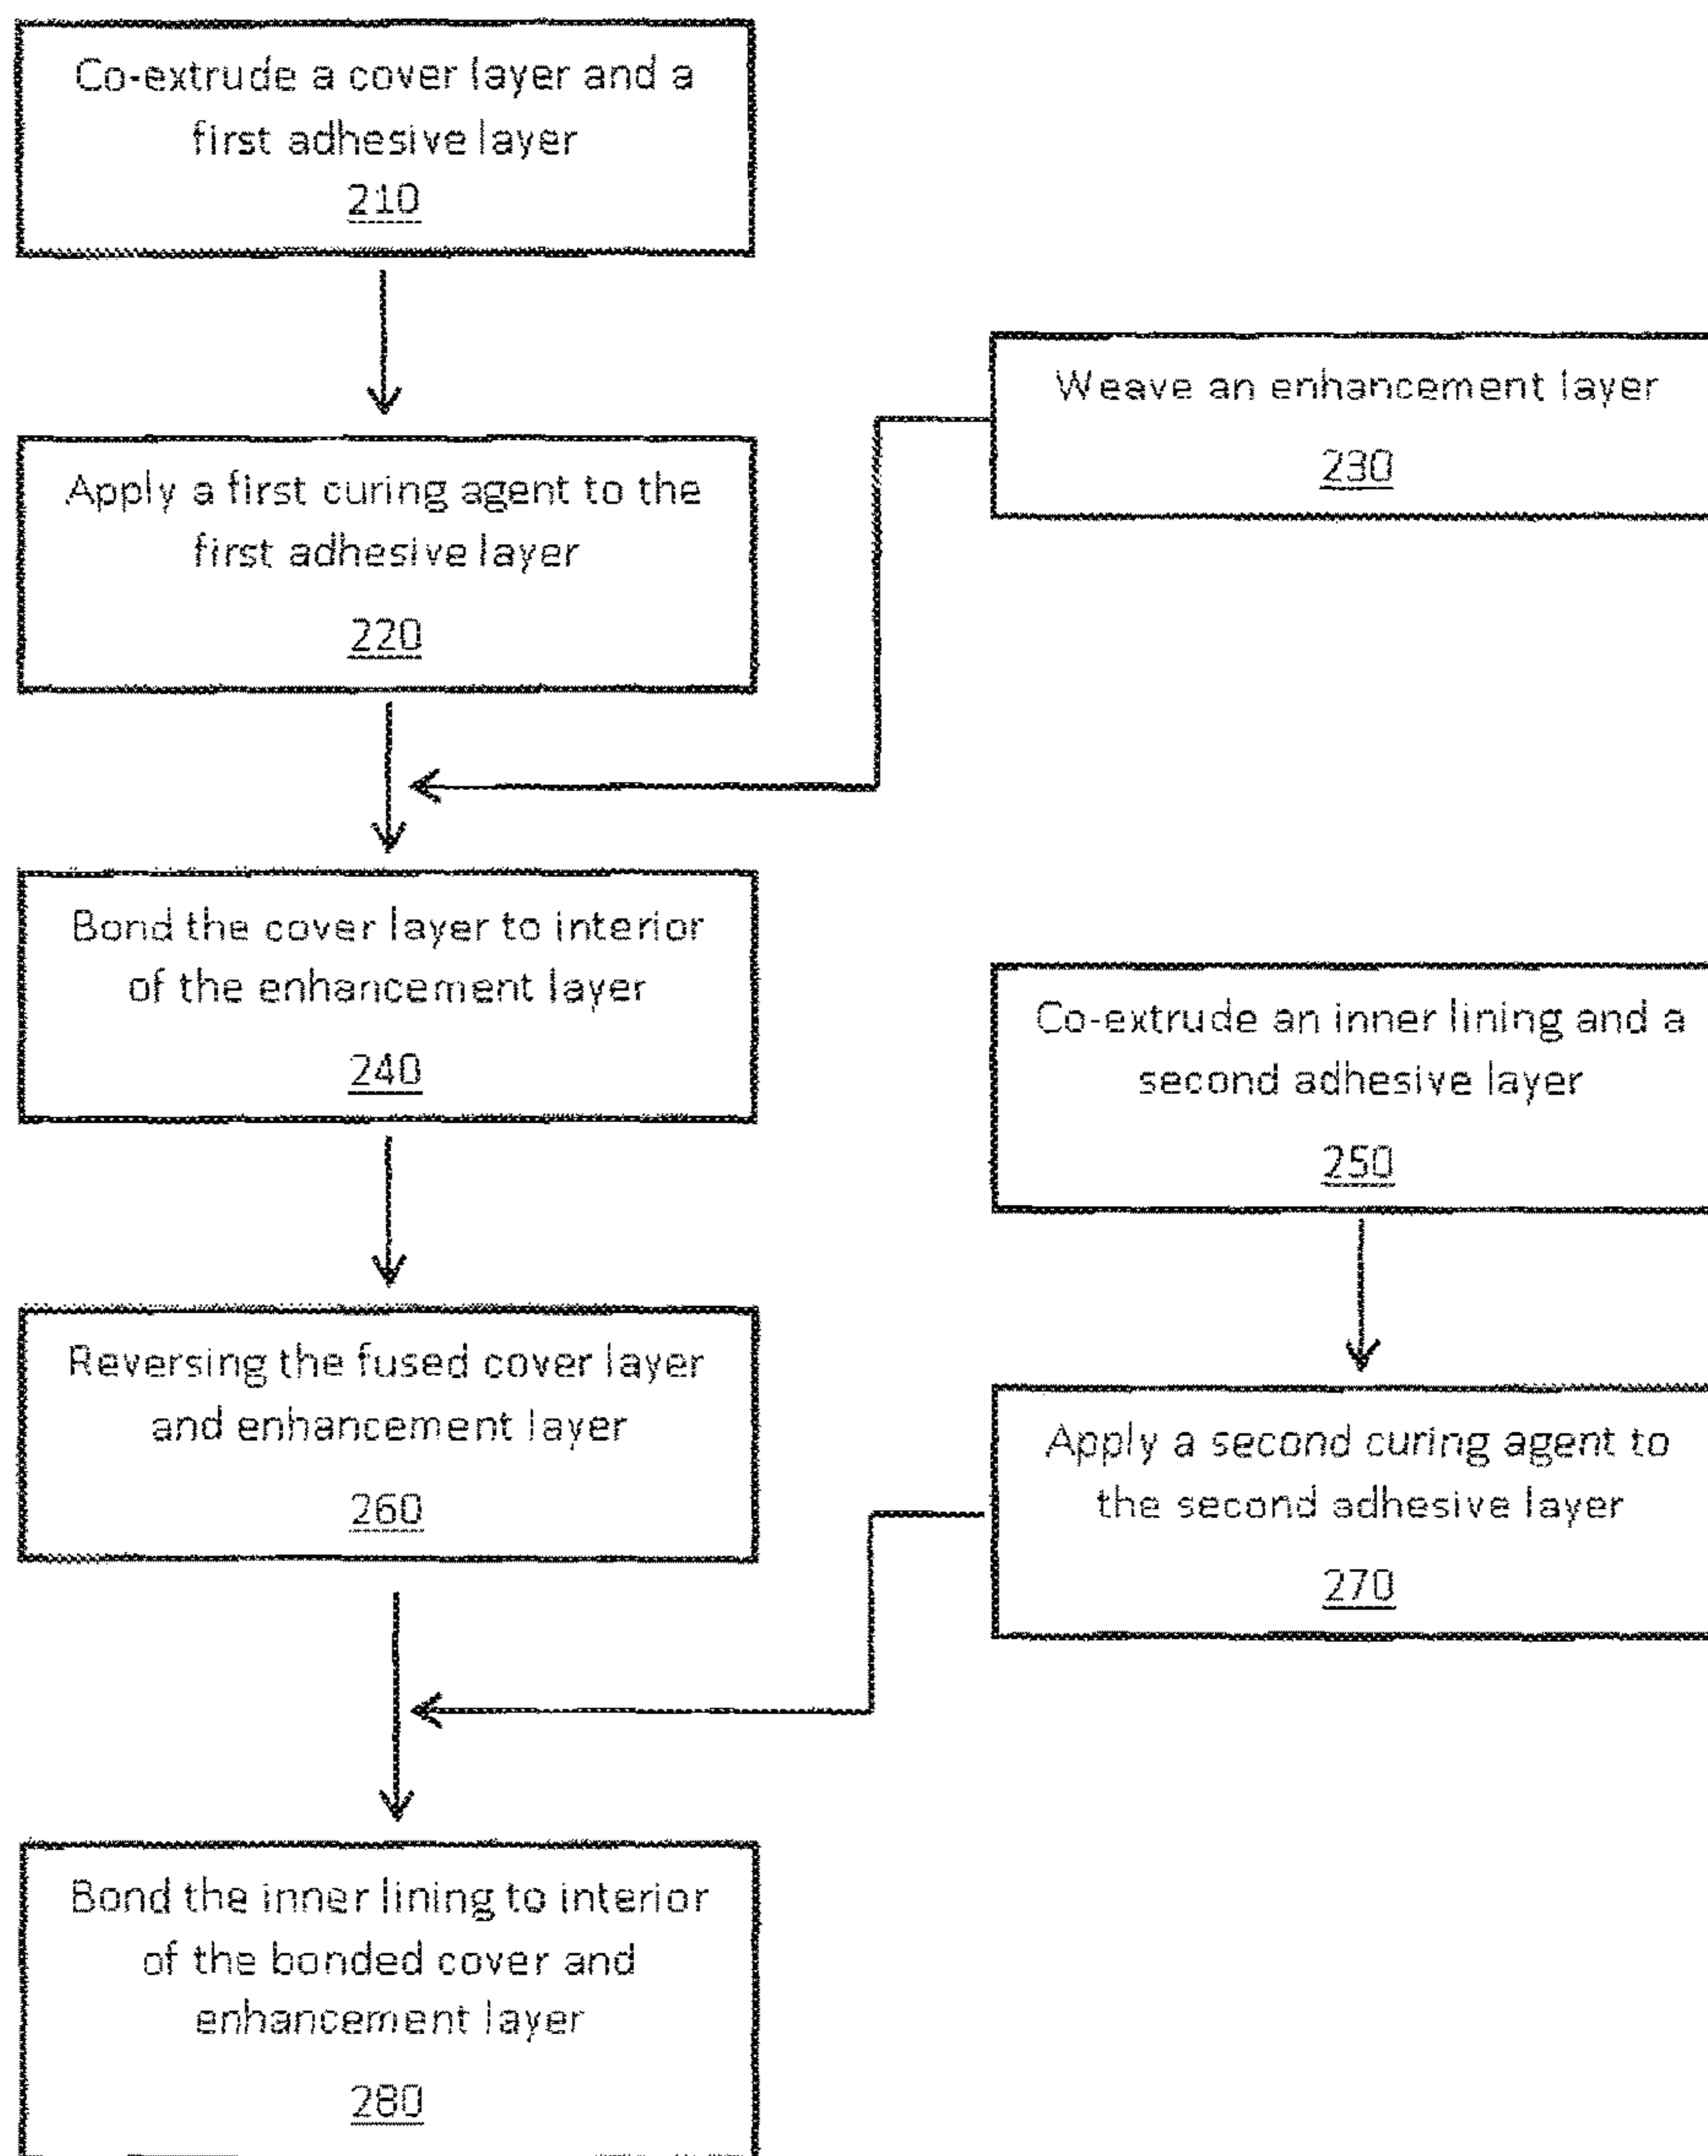 Co-extrude a cover layer and a
first adhesive layer
210
Apply a first curing agent to the
first adhesive layer
220
Weave an enhancement layer
230
Bond the cover layer to interior
of the enhancement layer
240
Co-extrude an inner lining and a
second adhesive layer
250
Reversing the fused cover layer
and enhancement layer
260
Apply a second curing agent to
the second adhesive layer
270
Bond the inner lining to interior
of the bonded cover and
enhancement layer
280